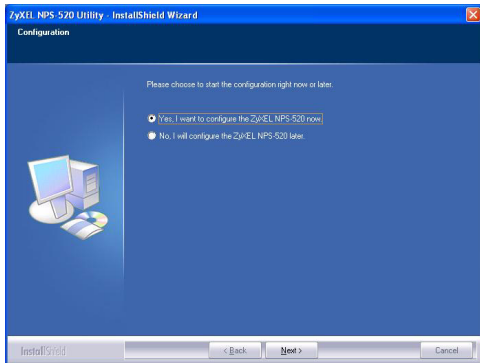 ZyXEL NPS-520 Utility - InstallShield Wizard
Configuration
Please choose to start the configuration right now or later.
Yes, I want to configure the ZyXEL NPS-520 now.
No, I will configure the ZyXEL NPS-520 later.
InstallShield
< Back
Next >
Cancel